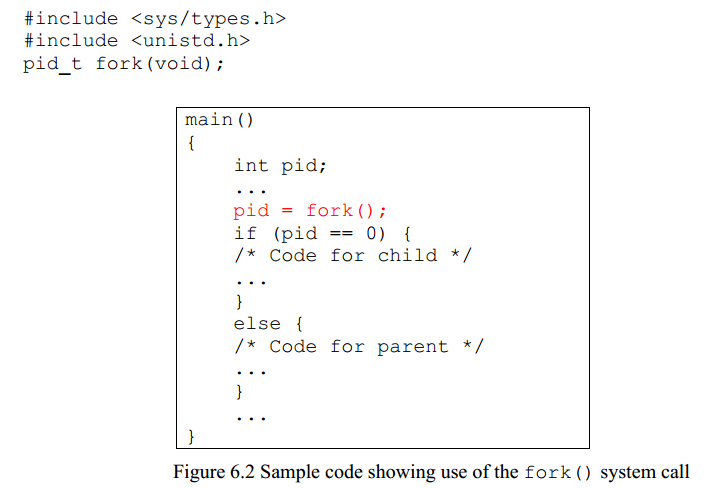 #include <sys/types.h>
#include <unistd.h>
pid_t fork(void);
main()
{
int pid;
...
pid = fork();
if (pid == 0) {
/* Code for child */
...
}
else {
/* Code for parent */
...
}
...
}
Figure 6.2 Sample code showing use of the fork() system call